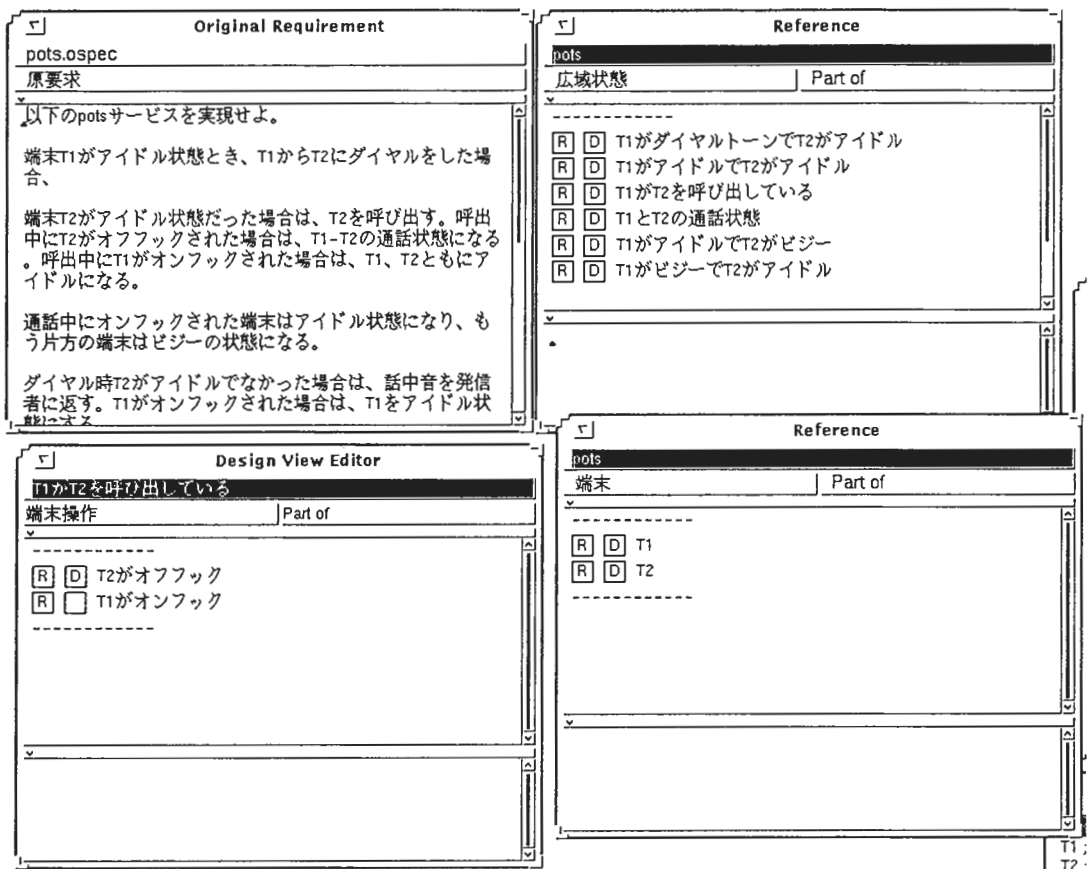 Original Requirement
pots.ospec
原要求
以下のpotsサービスを実現せよ。
端末T1がアイドル状態とき、T1からT2にダイヤルをした場
合、
端末T2がアイドル状態だった場合は、T2を呼び出す。呼出
中にT2がオフフックされた場合は、T1-T2の通話状態になる
。呼出中にT1がオンフックされた場合は、T1、T2ともにア
イドルになる。
通話中にオンフックされた端末はアイドル状態になり、も
う片方の端末はビジーの状態になる。
ダイヤル時T2がアイドルでなかった場合は、話中音を発信
者に返す。T1がオンフックされた場合は、T1をアイドル状
態にする
Reference
pots
広域状態 Part of
------------
R D T1がダイヤルトーンでT2がアイドル
R D T1がアイドルでT2がアイドル
R D T1がT2を呼び出している
R D T1とT2の通話状態
R D T1がアイドルでT2がビジー
R D T1がビジーでT2がアイドル
Design View Editor
T1がT2を呼び出している
端末操作 Part of
------------
R D T2がオフフック
R T1がオンフック
------------
Reference
pots
端末 Part of
------------
R D T1
R D T2
------------
T1
T2